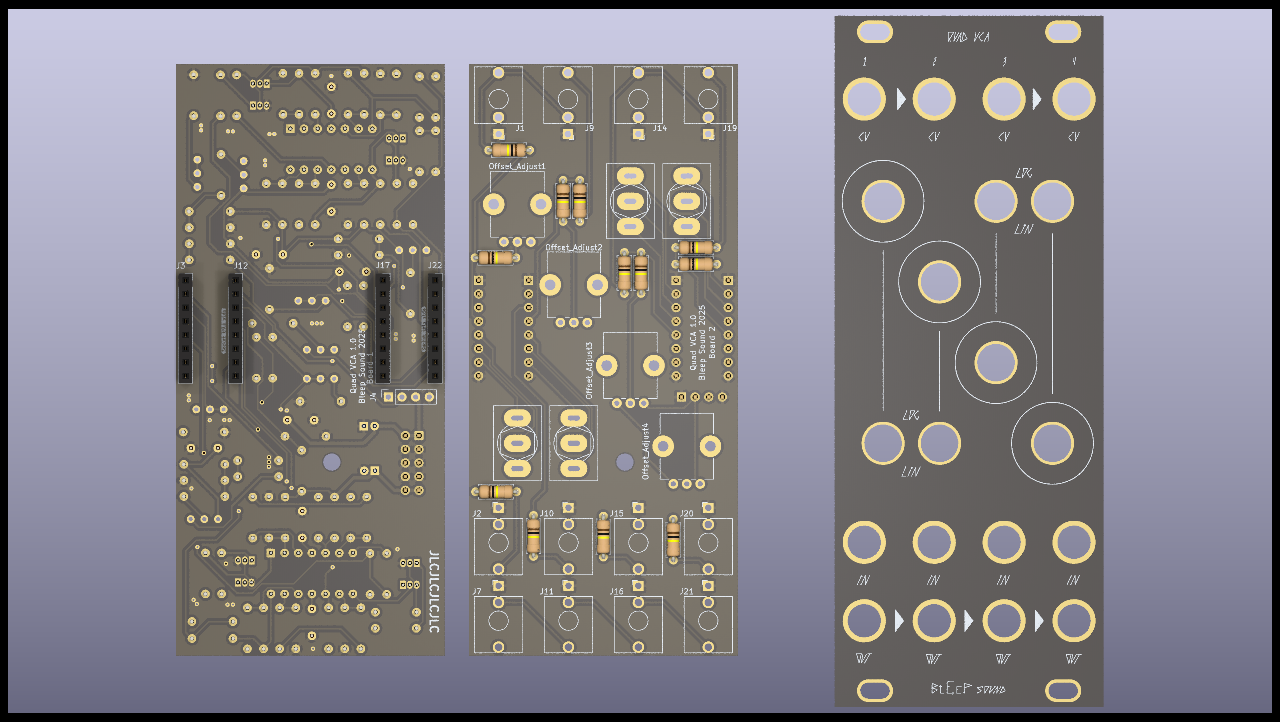 J3
J12
J17
J22
Quad VCA 1.0
Bleep Sound 2025
Board 1
J4
JLCJLCJLCJLC
J1
J9
J14
J19
Offset_Adjust1
Offset_Adjust2
Quad VCA 1.0
Bleep Sound 2025
Board 2
Offset_Adjust3
Offset_Adjust4
J2
J10
J15
J20
J7
J11
J16
J21
QUAD VCA
1
2
3
4
CV
CV
CV
CV
LOG
LIN
LOG
LIN
IN
IN
IN
IN
OUT
OUT
OUT
OUT
BLEEP SOUND